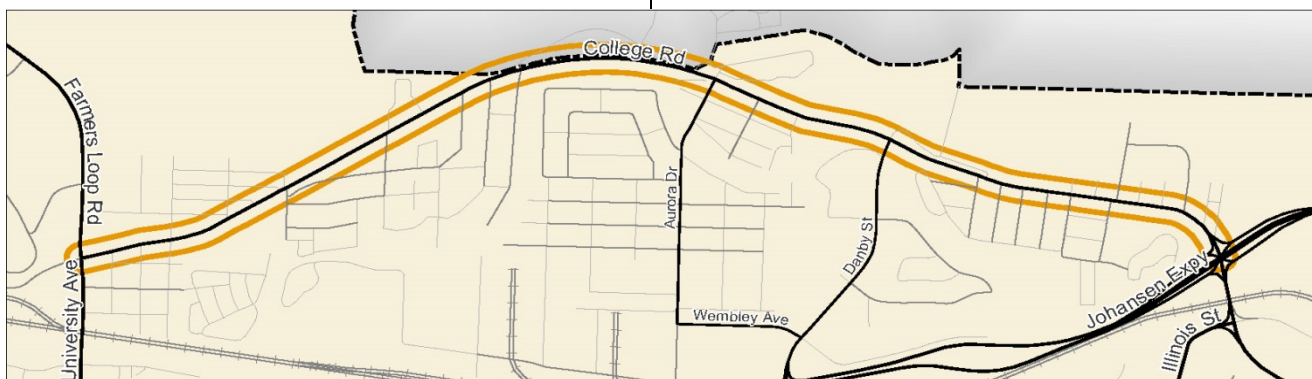 College Rd
Farmers Loop Rd
Aurora Dr
Danby St
University Ave
Wembley Ave
Johansen Expy
Illinois St